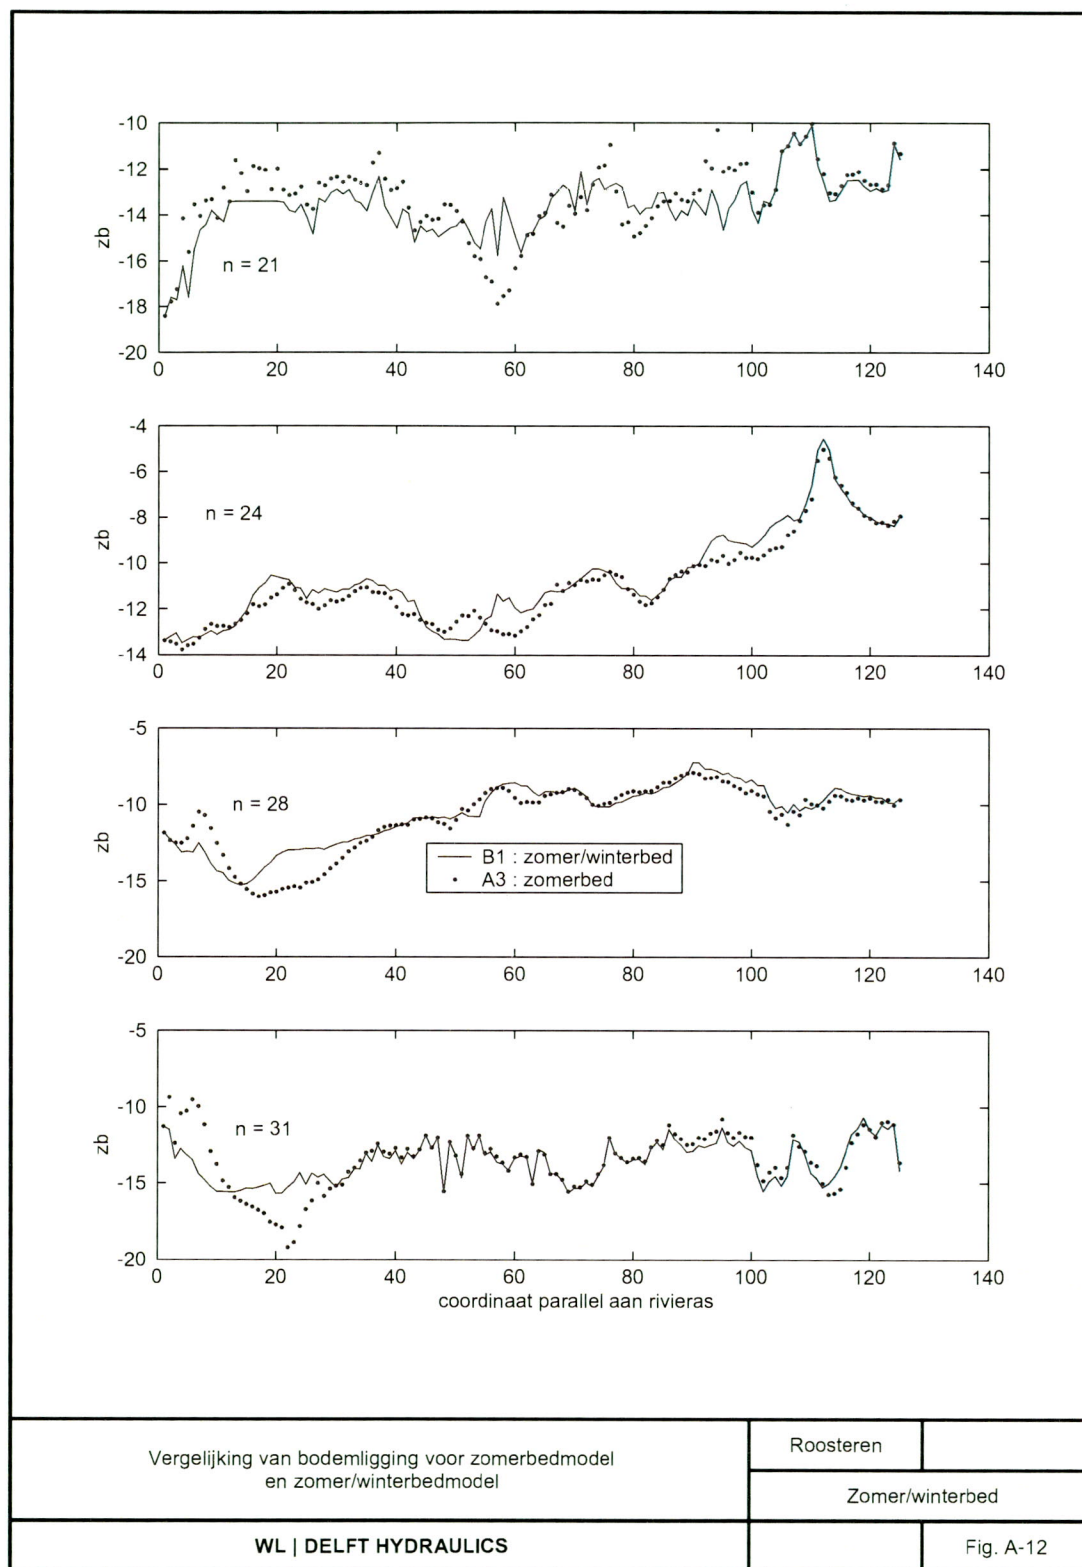 -10
-12
-14
-16
-18
-20
zb
n = 21
0 20 40 60 80 100 120 140
-4
-6
-8
-10
-12
-14
zb
n = 24
0 20 40 60 80 100 120 140
-5
-10
-15
-20
zb
n = 28
B1 : zomer/winterbed
A3 : zomerbed
0 20 40 60 80 100 120 140
-5
-10
-15
-20
zb
n = 31
0 20 40 60 80 100 120 140
coordinaat parallel aan rivieras
Vergelijking van bodemligging voor zomerbedmodel
en zomer/winterbedmodel
Roosteren
Zomer/winterbed
WL | DELFT HYDRAULICS
Fig. A-12